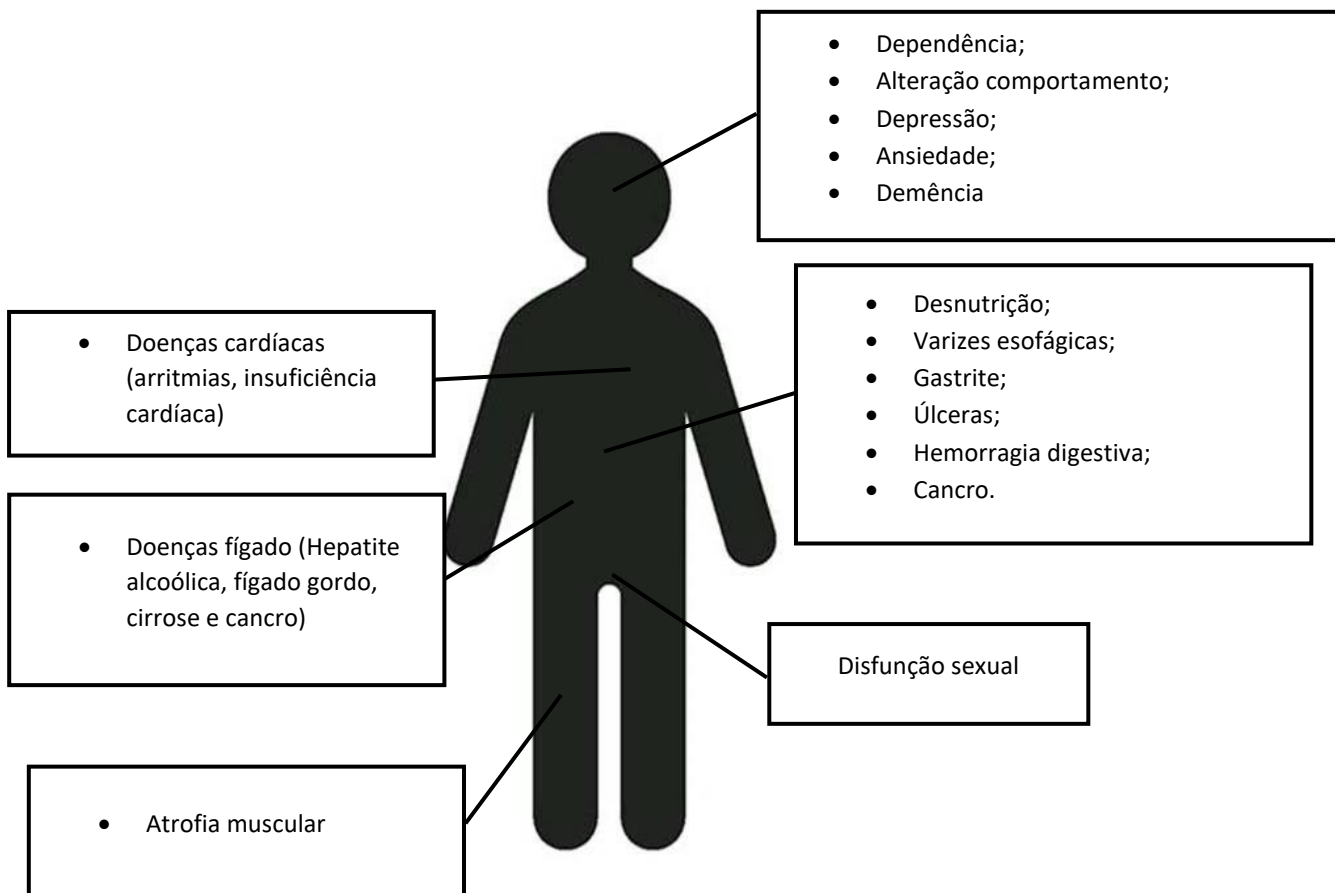 • Dependência;
• Alteração comportamento;
• Depressão;
• Ansiedade;
• Demência
• Doenças cardíacas
(arritmias, insuficiência
cardíaca)
• Desnutrição;
• Varizes esofágicas;
• Gastrite;
• Úlceras;
• Hemorragia digestiva;
• Cancro.
• Doenças fígado (Hepatite
alcoólica, fígado gordo,
cirrose e cancro)
Disfunção sexual
• Atrofia muscular